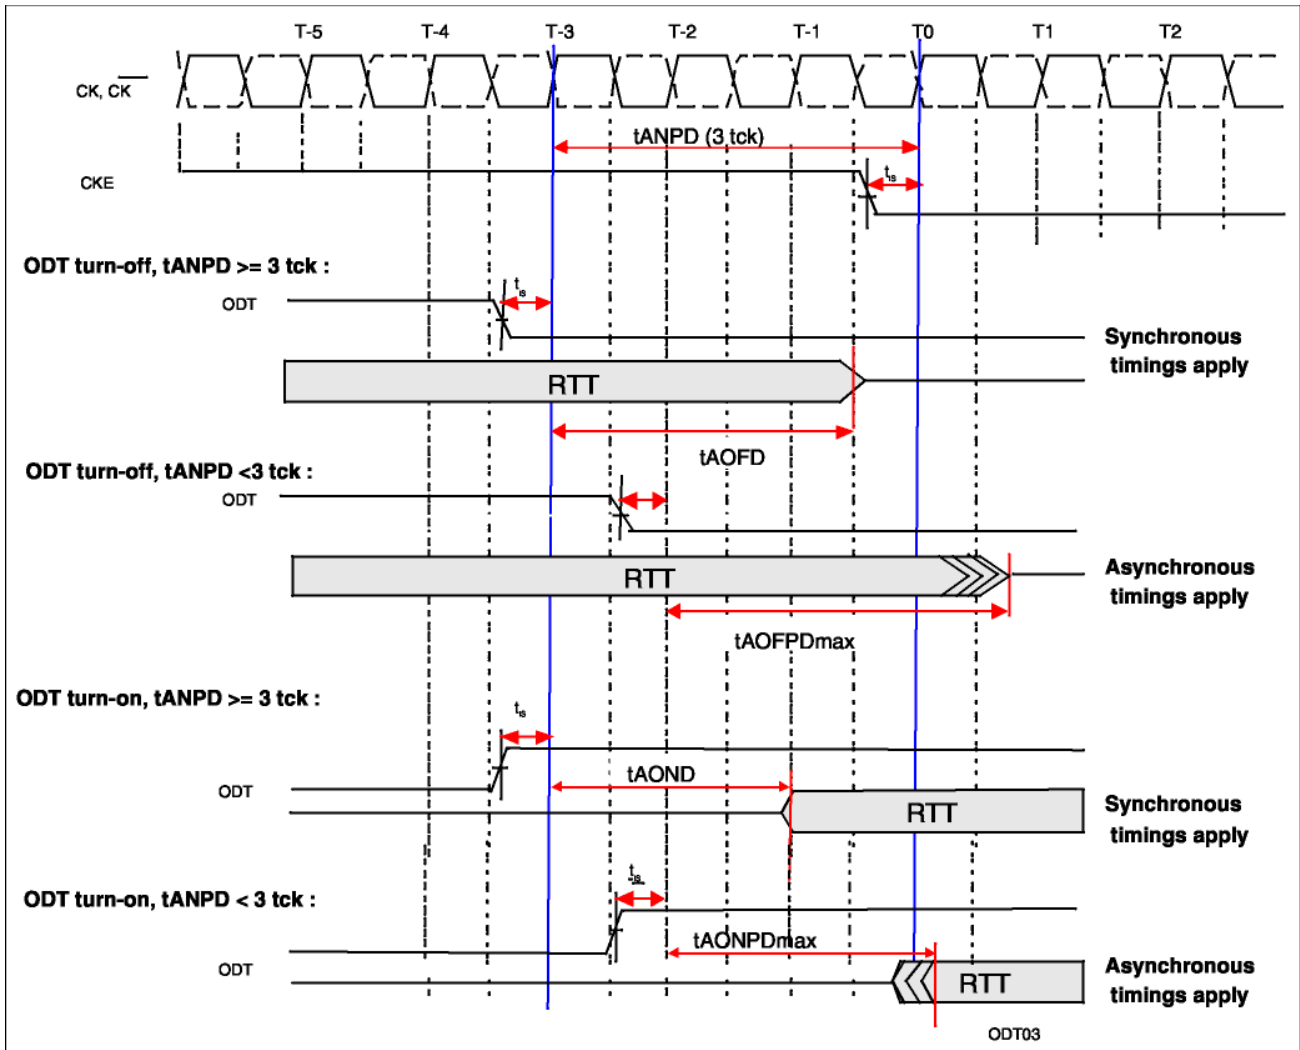 T-5 T-4 T-3 T-2 T-1 T0 T1 T2
CK, CK
tANPD (3 tck)
CKE
tis
ODT turn-off, tANPD >= 3 tck :
tis
ODT
Synchronous
timings apply
RTT
tAOFD
ODT turn-off, tANPD <3 tck :
ODT
Asynchronous
timings apply
RTT
tAOFPDmax
ODT turn-on, tANPD >= 3 tck :
tis
tAOND
ODT
Synchronous
timings apply
RTT
ODT turn-on, tANPD < 3 tck :
tis
tAONPDmax
ODT
Asynchronous
timings apply
RTT
ODT03